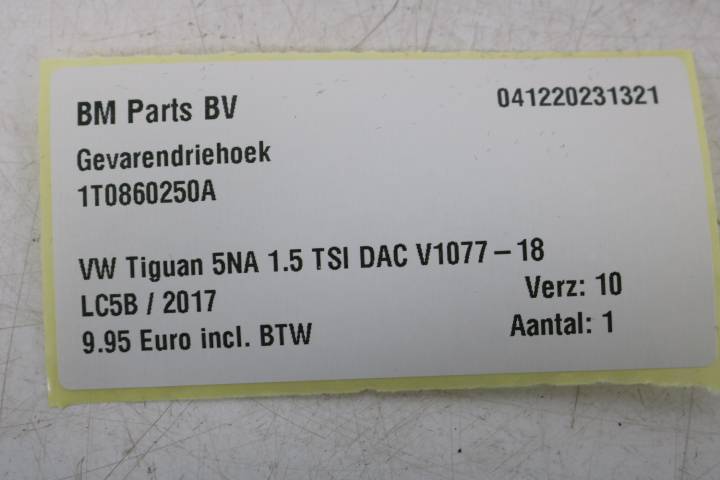 BM Parts BV 041220231321
Gevarendriehoek
1T0860250A
VW Tiguan 5NA 1.5 TSI DAC V1077-18
LC5B / 2017 Verz: 10
9.95 Euro incl. BTW Aantal: 1